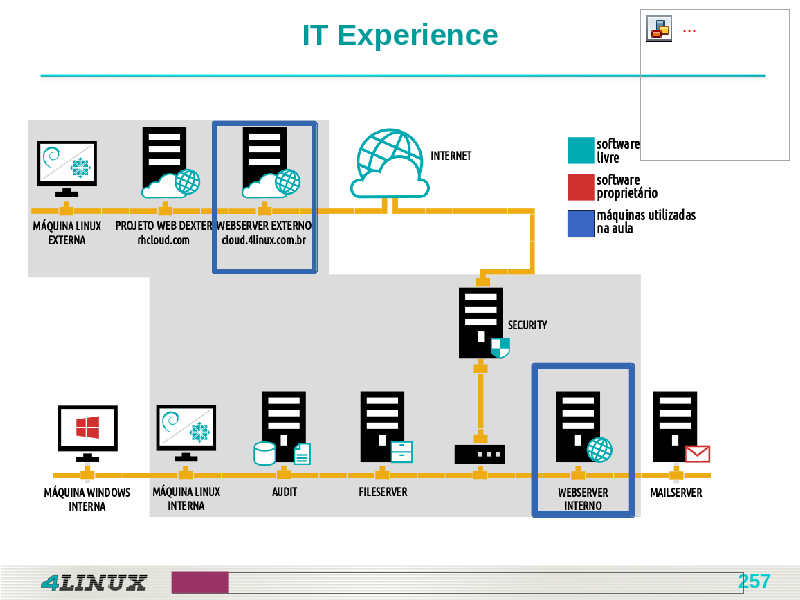 IT Experience
...
INTERNET
software
livre
software
proprietário
máquinas utilizadas
na aula
MÁQUINA LINUX
EXTERNA
PROJETO WEB DEXTER
rhcloud.com
WEBSERVER EXTERNO
cloud.4linux.com.br
SECURITY
MÁQUINA WINDOWS
INTERNA
MÁQUINA LINUX
INTERNA
AUDIT
FILESERVER
WEBSERVER
INTERNO
MAILSERVER
4LINUX
257